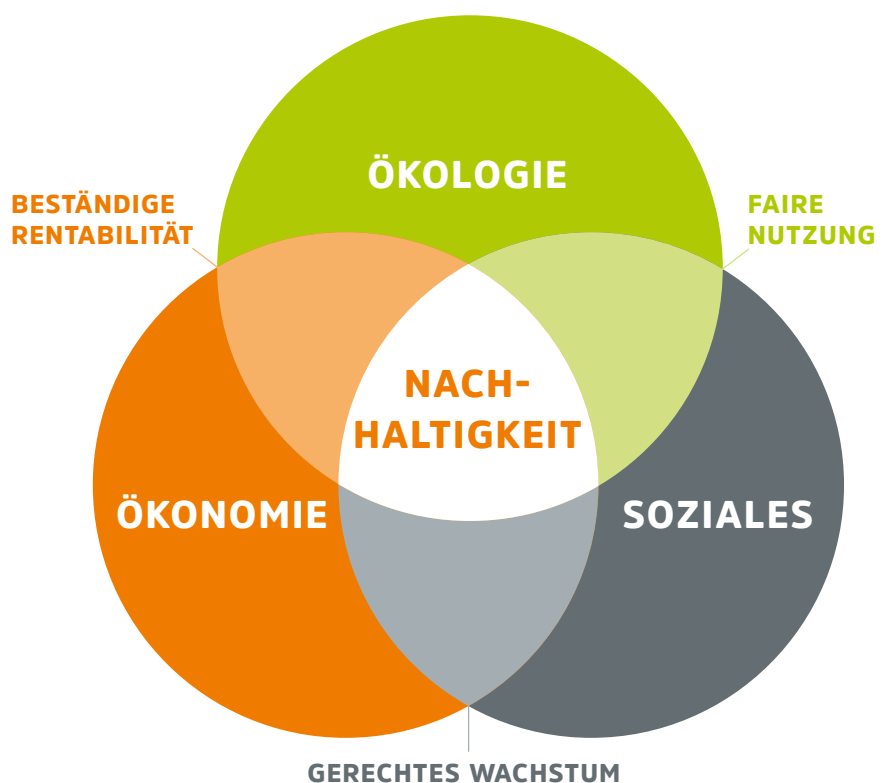 ÖKOLOGIE
BESTÄNDIGE
RENTABILITÄT
FAIRE
NUTZUNG
NACH-
HALTIGKEIT
ÖKONOMIE
SOZIALES
GERECHTES WACHSTUM